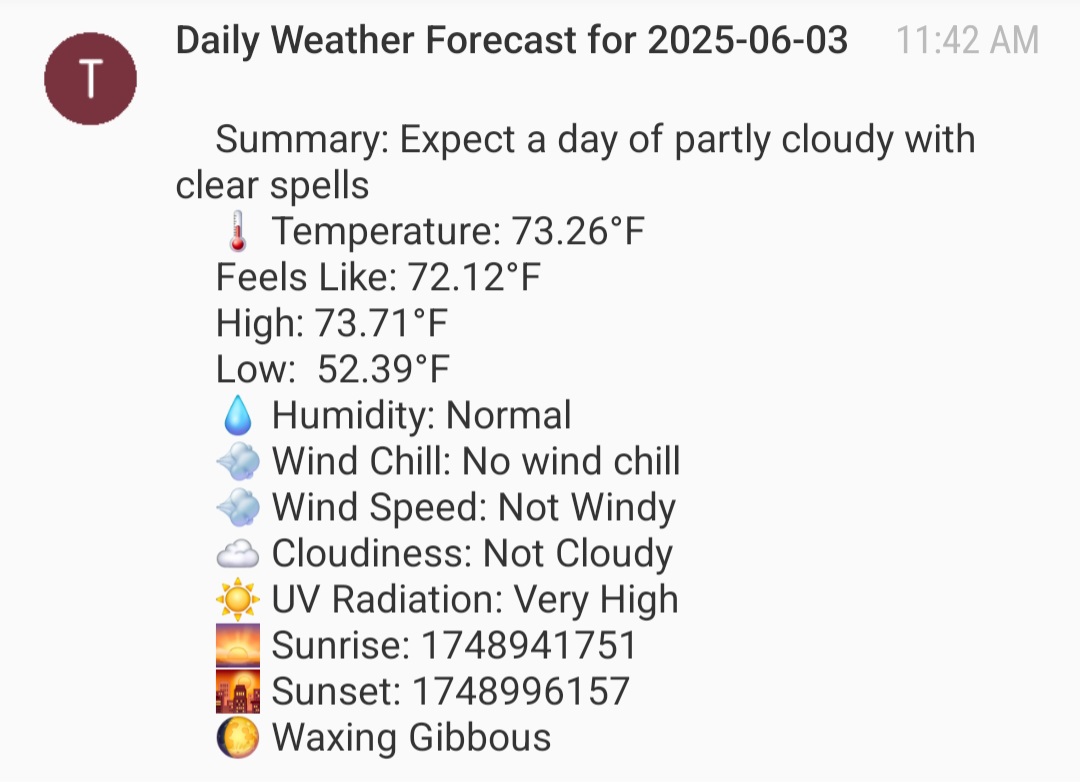 T
Daily Weather Forecast for 2025-06-03 11:42 AM
Summary: Expect a day of partly cloudy with
clear spells
🌡️ Temperature: 73.26°F
Feels Like: 72.12°F
High: 73.71°F
Low:  52.39°F
💧 Humidity: Normal
🌬️ Wind Chill: No wind chill
🌬️ Wind Speed: Not Windy
☁️ Cloudiness: Not Cloudy
☀️ UV Radiation: Very High
🌅 Sunrise: 1748941751
🌇 Sunset: 1748996157
🌔 Waxing Gibbous